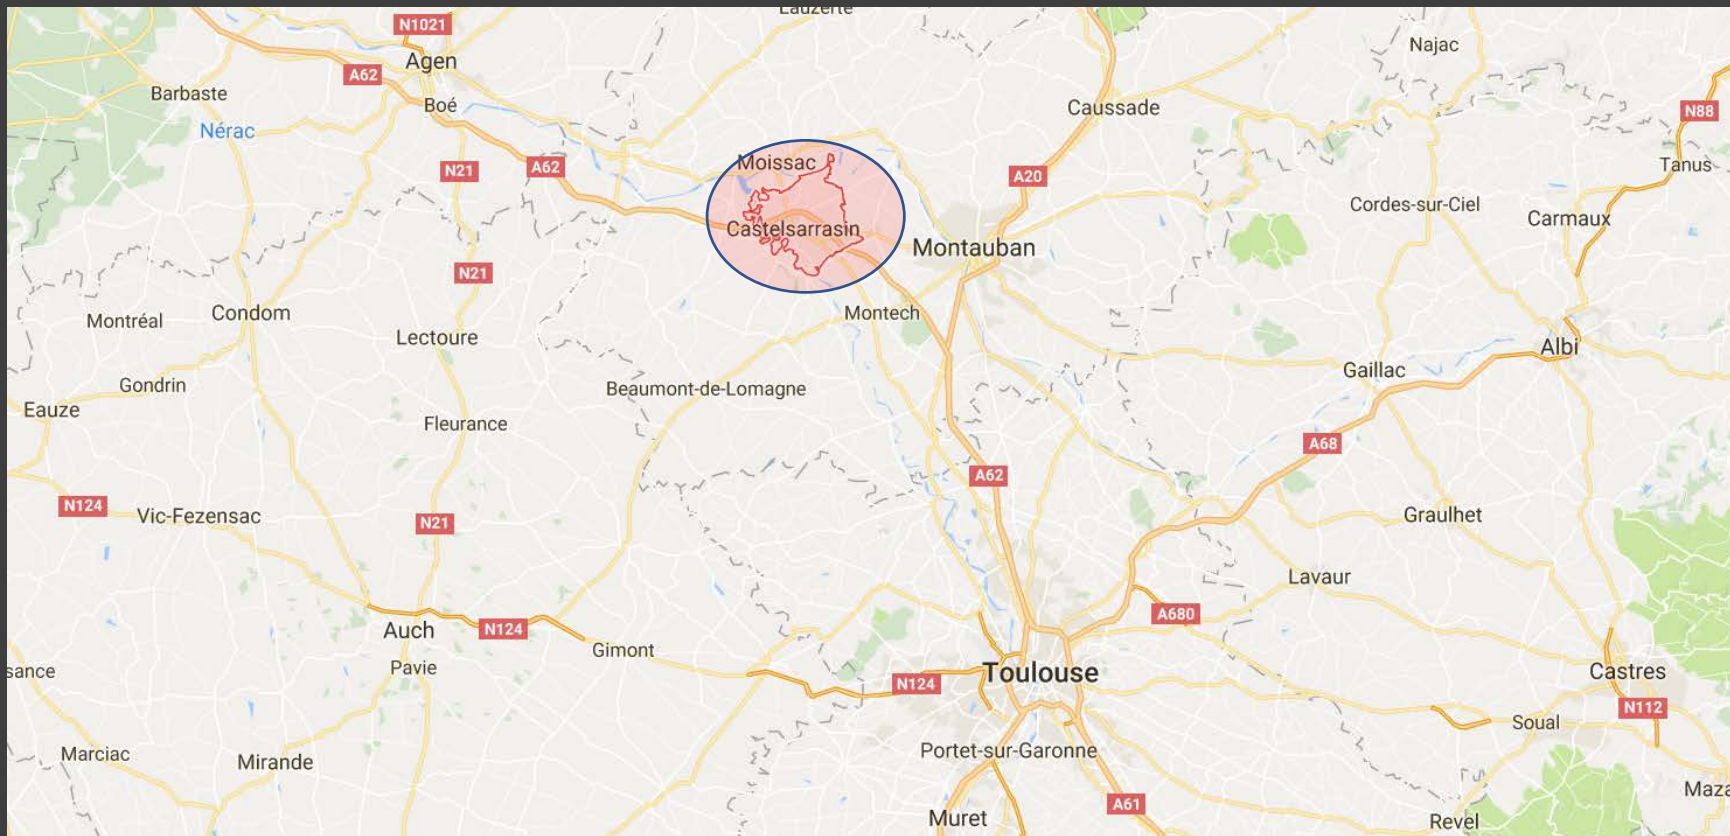 Lauzerte
N1021
Agen
Najac
A62
Barbaste
Boé
Caussade
N88
Nérac
Moissac
A62
N21
A20
Tanus
Cordes-sur-Ciel
Carmaux
Castelsarrasin
Montauban
N21
Condom
Montréal
Montech
Lectoure
Albi
Gaillac
Gondrin
Beaumont-de-Lomagne
Eauze
Fleurance
A68
A62
N124
Vic-Fezensac
N21
Graulhet
Lavaur
A680
Auch
N124
Gimont
Pavie
sance
Toulouse
Castres
N124
N112
Soual
Marciac
Portet-sur-Garonne
Mirande
Maza
A61
Muret
Revel